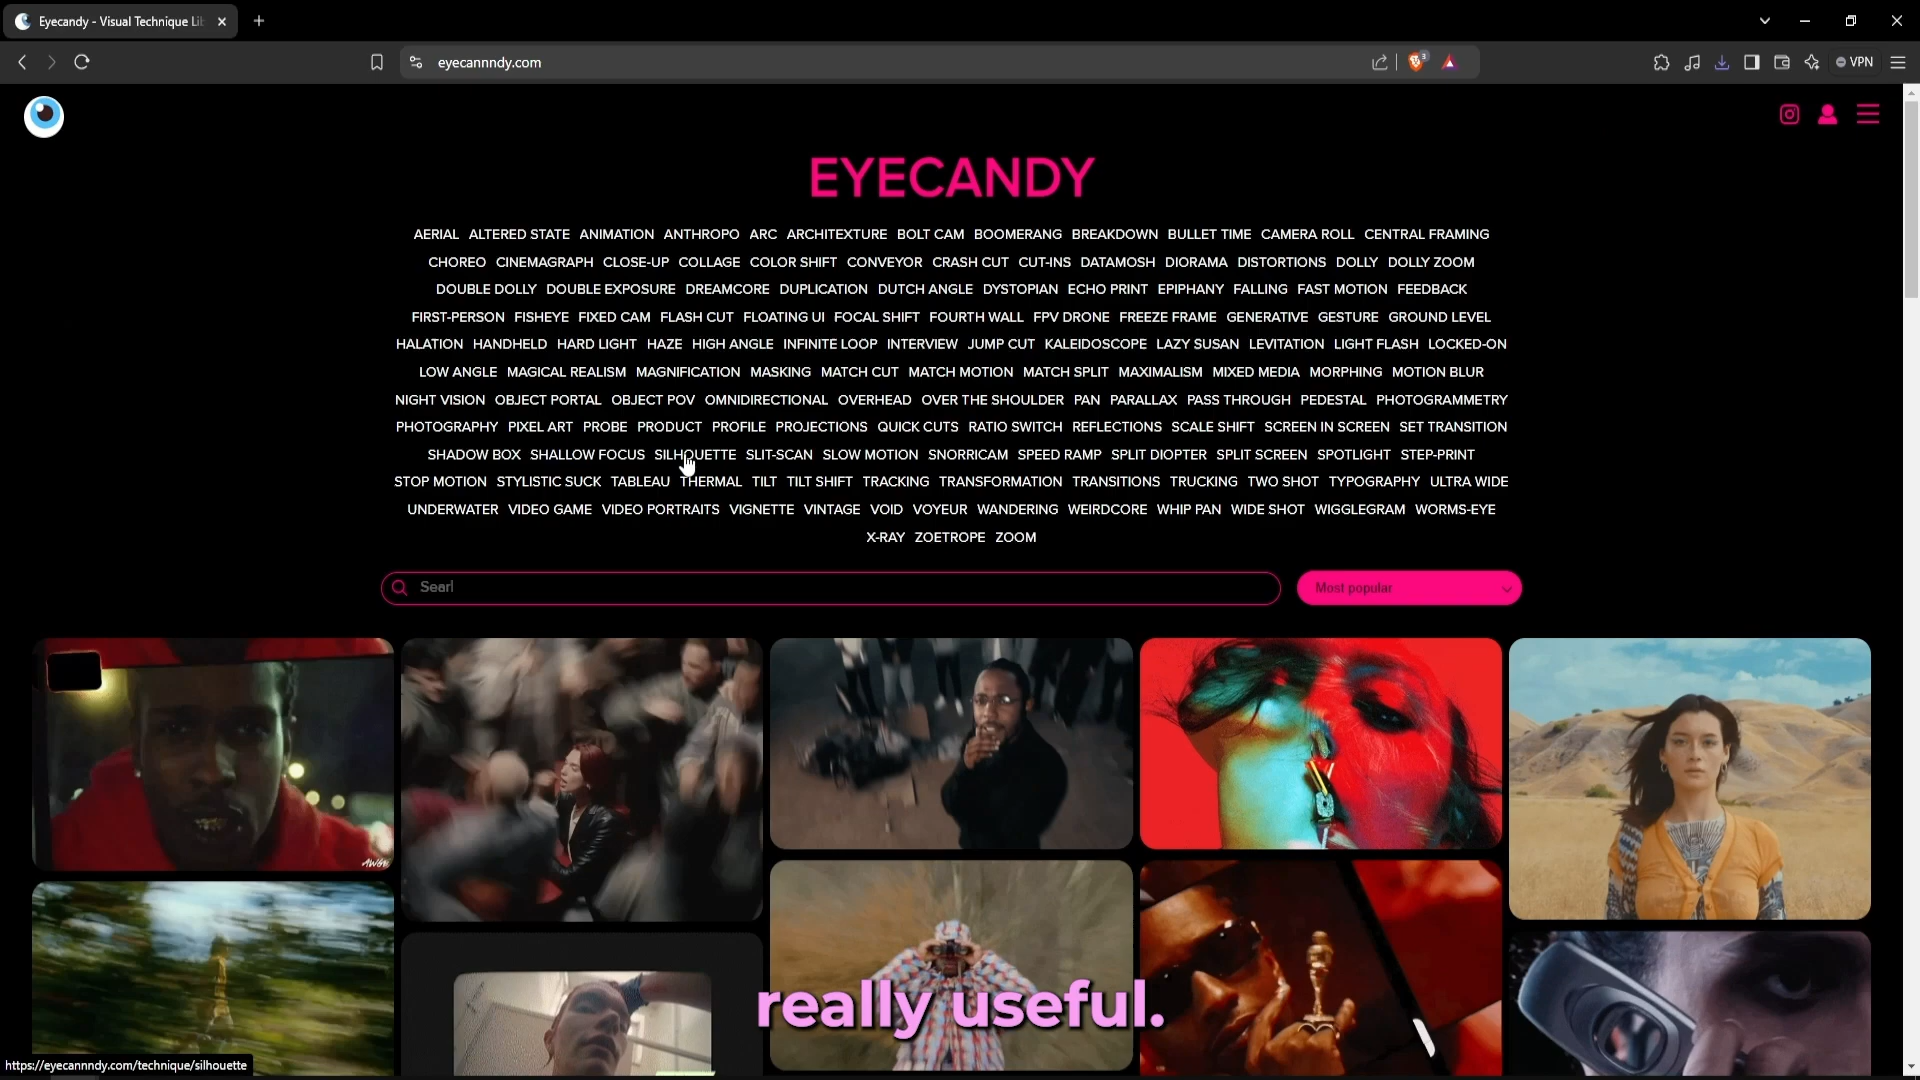 Eyecandy - Visual Technique Lib
eyecannndy.com
3
VPN
EYECANDY
AERIAL ALTERED STATE ANIMATION ANTHROPO ARC ARCHITEXTURE BOLT CAM BOOMERANG BREAKDOWN BULLET TIME CAMERA ROLL CENTRAL FRAMING
CHOREO CINEMAGRAPH CLOSE-UP COLLAGE COLOR SHIFT CONVEYOR CRASH CUT CUT-INS DATAMOSH DIORAMA DISTORTIONS DOLLY DOLLY ZOOM
DOUBLE DOLLY DOUBLE EXPOSURE DREAMCORE DUPLICATION DUTCH ANGLE DYSTOPIAN ECHO PRINT EPIPHANY FALLING FAST MOTION FEEDBACK
FIRST-PERSON FISHEYE FIXED CAM FLASH CUT FLOATING UI FOCAL SHIFT FOURTH WALL FPV DRONE FREEZE FRAME GENERATIVE GESTURE GROUND LEVEL
HALATION HANDHELD HARD LIGHT HAZE HIGH ANGLE INFINITE LOOP INTERVIEW JUMP CUT KALEIDOSCOPE LAZY SUSAN LEVITATION LIGHT FLASH LOCKED-ON
LOW ANGLE MAGICAL REALISM MAGNIFICATION MASKING MATCH CUT MATCH MOTION MATCH SPLIT MAXIMALISM MIXED MEDIA MORPHING MOTION BLUR
NIGHT VISION OBJECT PORTAL OBJECT POV OMNIDIRECTIONAL OVERHEAD OVER THE SHOULDER PAN PARALLAX PASS THROUGH PEDESTAL PHOTOGRAMMETRY
PHOTOGRAPHY PIXEL ART PROBE PRODUCT PROFILE PROJECTIONS QUICK CUTS RATIO SWITCH REFLECTIONS SCALE SHIFT SCREEN IN SCREEN SET TRANSITION
SHADOW BOX SHALLOW FOCUS SILHOUETTE SLIT-SCAN SLOW MOTION SNORRICAM SPEED RAMP SPLIT DIOPTER SPLIT SCREEN SPOTLIGHT STEP-PRINT
STOP MOTION STYLISTIC SUCK TABLEAU THERMAL TILT TILT SHIFT TRACKING TRANSFORMATION TRANSITIONS TRUCKING TWO SHOT TYPOGRAPHY ULTRA WIDE
UNDERWATER VIDEO GAME VIDEO PORTRAITS VIGNETTE VINTAGE VOID VOYEUR WANDERING WEIRDCORE WHIP PAN WIDE SHOT WIGGLEGRAM WORMS-EYE
X-RAY ZOETROPE ZOOM
Sear
Most popular
AWGE
really useful.
https://eyecannndy.com/technique/silhouette